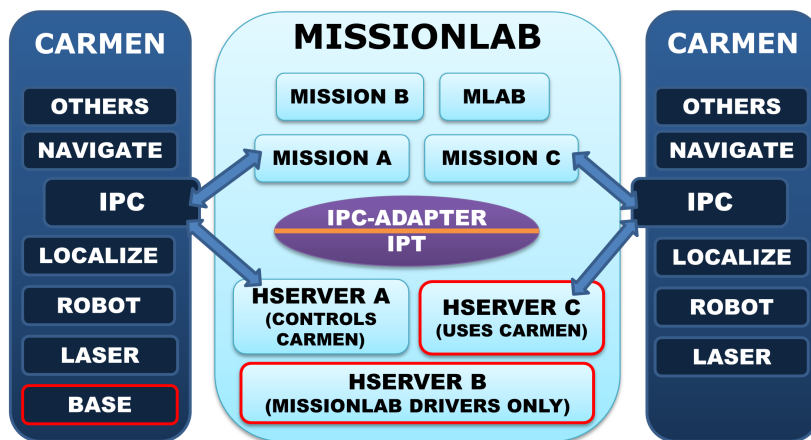 CARMEN
OTHERS
NAVIGATE
IPC
LOCALIZE
ROBOT
LASER
BASE
MISSIONLAB
MISSION B
MLAB
MISSION A
MISSION C
IPC-ADAPTER
IPT
HSERVER A
(CONTROLS
CARMEN)
HSERVER C
(USES CARMEN)
HSERVER B
(MISSIONLAB DRIVERS ONLY)
CARMEN
OTHERS
NAVIGATE
IPC
LOCALIZE
ROBOT
LASER